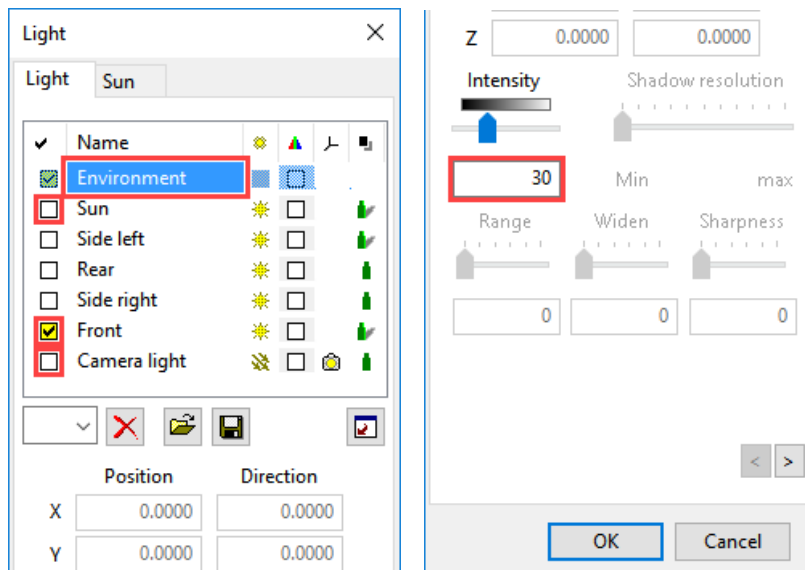 Light
Light Sun
Name
Environment
Sun
Side left
Rear
Side right
Front
Camera light
Position Direction
X 0.0000 0.0000
Y 0.0000 0.0000
Z 0.0000 0.0000
Intensity Shadow resolution
30 Min max
Range Widen Sharpness
0 0 0
< >
OK Cancel